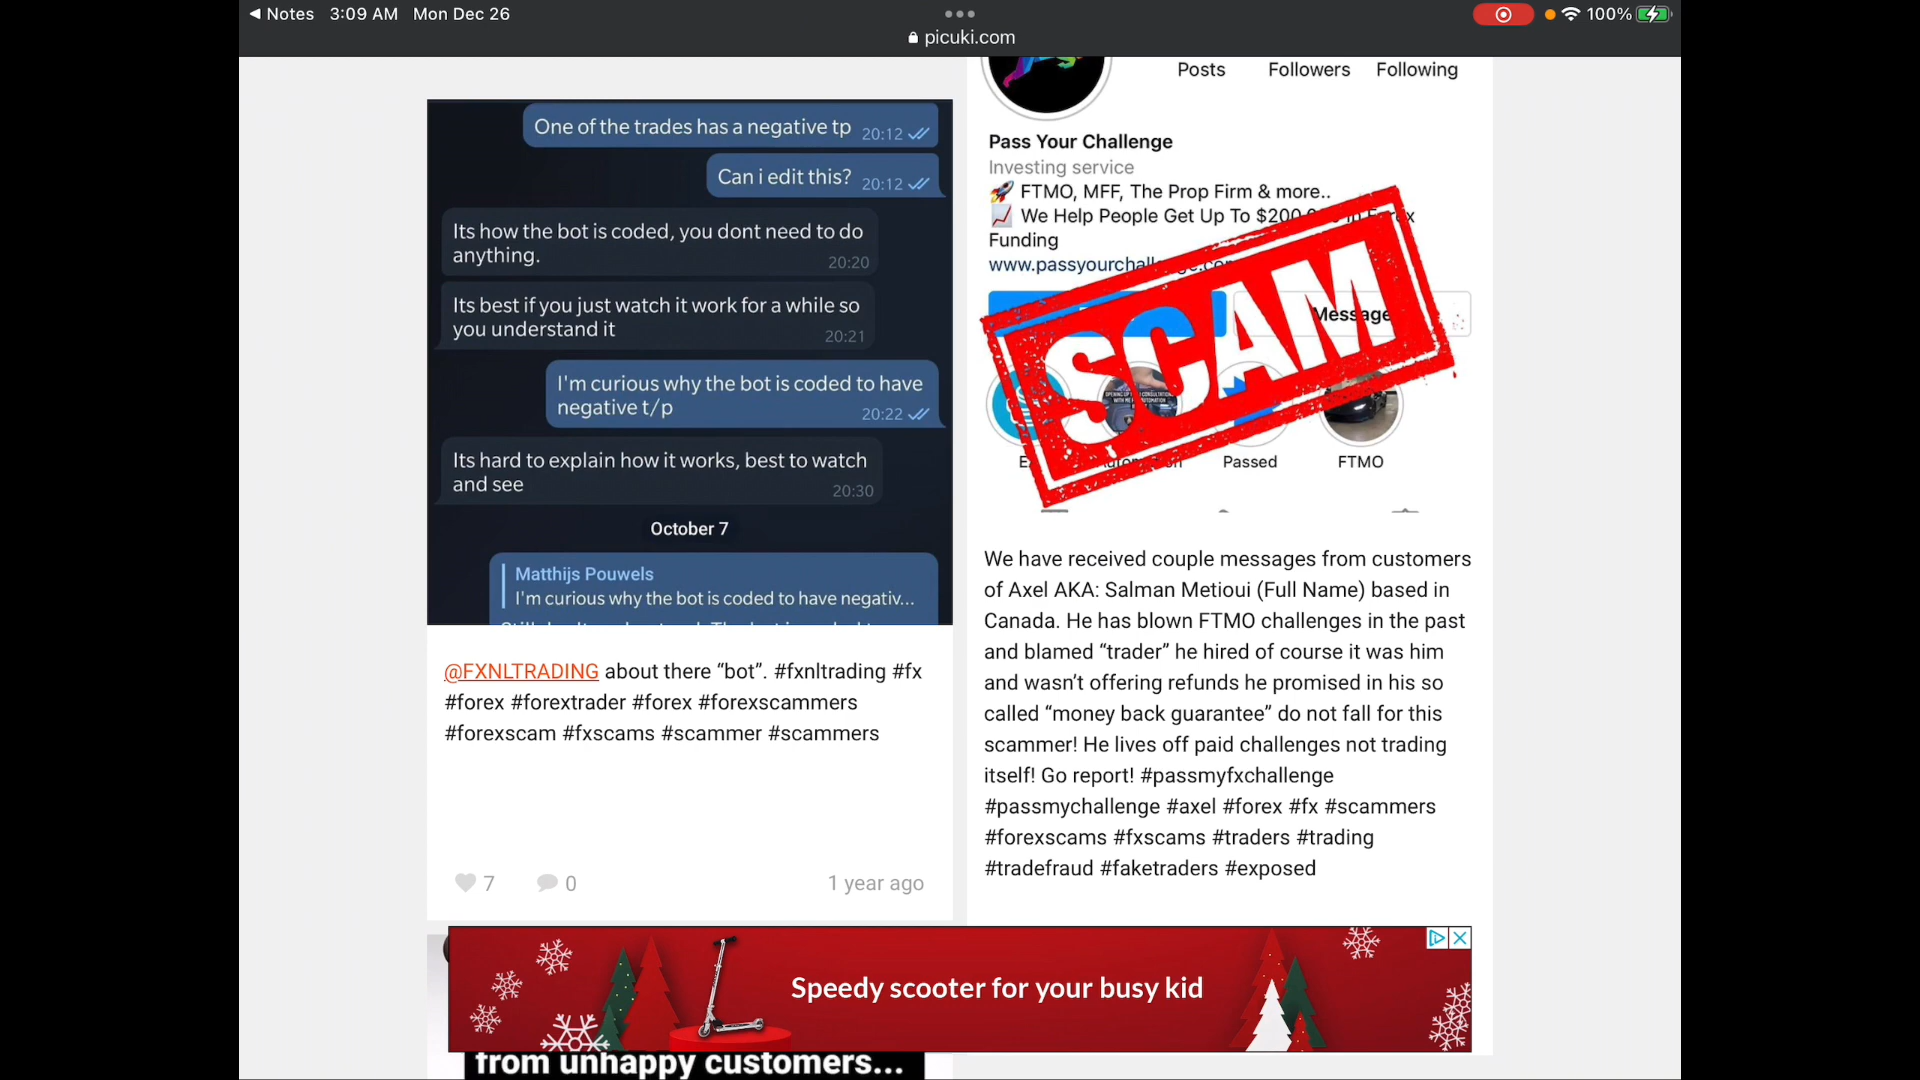 Notes 3:09 AM Mon Dec 26
100%
picuki.com
One of the trades has a negative tp 20:12
Can i edit this? 20:12
Its how the bot is coded, you dont need to do
anything. 20:20
Its best if you just watch it work for a while so
you understand it 20:21
I'm curious why the bot is coded to have
negative t/p 20:22
Its hard to explain how it works, best to watch
and see 20:30
October 7
Matthijs Pouwels
I'm curious why the bot is coded to have negativ...
@FXNLTRADING about there “bot”. #fxnltrading #fx
#forex #forextrader #forex #forexscammers
#forexscam #fxscams #scammer #scammers
7 0 1 year ago
Posts Followers Following
Pass Your Challenge
Investing service
FTMO, MFF, The Prop Firm & more..
We Help People Get Up To $200 in Forex
Funding
Message
SCAM
Passed FTMO
We have received couple messages from customers
of Axel AKA: Salman Metioui (Full Name) based in
Canada. He has blown FTMO challenges in the past
and blamed “trader” he hired of course it was him
and wasn’t offering refunds he promised in his so
called “money back guarantee” do not fall for this
scammer! He lives off paid challenges not trading
itself! Go report! #passmyfxchallenge
#passmychallenge #axel #forex #fx #scammers
#forexscams #fxscams #traders #trading
#tradefraud #faketraders #exposed
Speedy scooter for your busy kid
from unhappy customers...